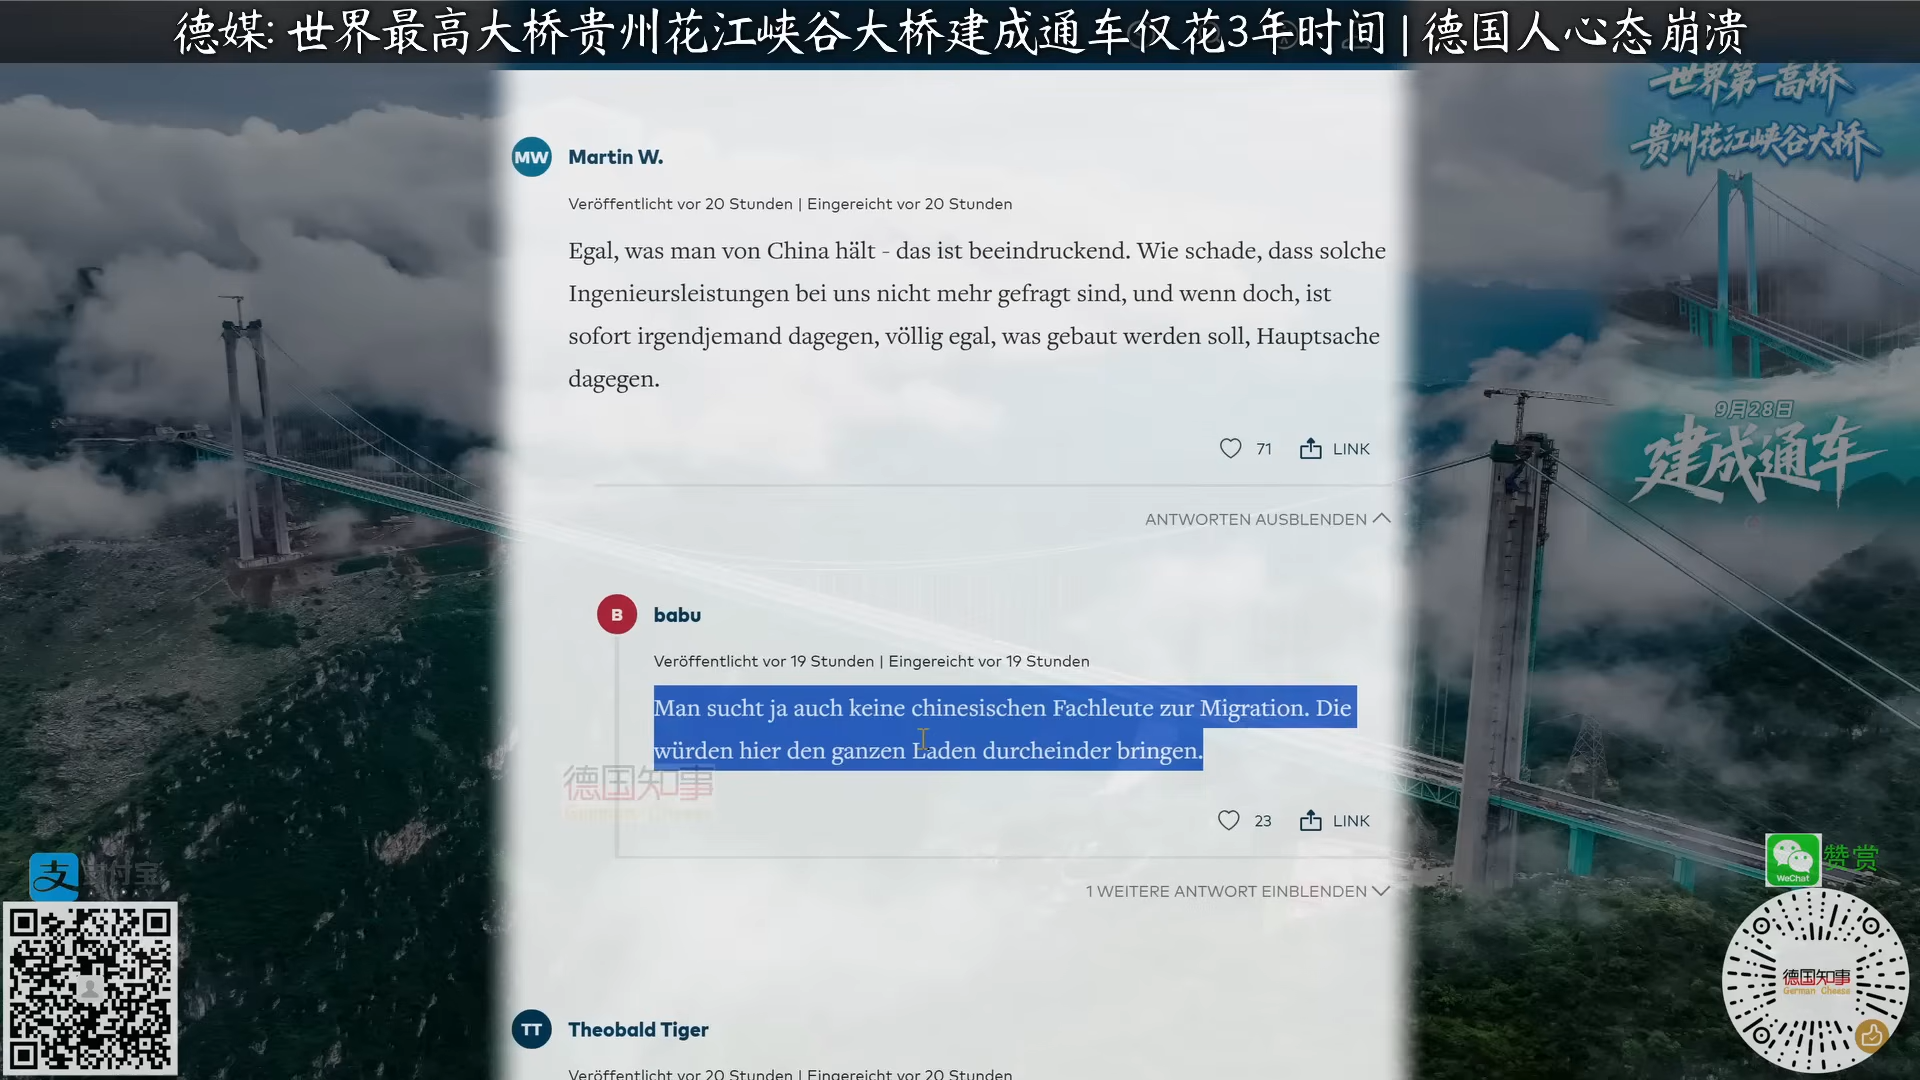 德媒: 世界最高大桥贵州花江峡谷大桥建成通车仅花3年时间 | 德国人心态崩溃
世界第一高桥
贵州花江峡谷大桥
9月28日
建成通车
MW
Martin W.
Veröffentlicht vor 20 Stunden | Eingereicht vor 20 Stunden
Egal, was man von China hält - das ist beeindruckend. Wie schade, dass solche
Ingenieursleistungen bei uns nicht mehr gefragt sind, und wenn doch, ist
sofort irgendjemand dagegen, völlig egal, was gebaut werden soll, Hauptsache
dagegen.
71
LINK
ANTWORTEN AUSBLENDEN
B
babu
Veröffentlicht vor 19 Stunden | Eingereicht vor 19 Stunden
Man sucht ja auch keine chinesischen Fachleute zur Migration. Die
würden hier den ganzen Laden durcheinder bringen.
德国知事
German Cheese
23
LINK
1 WEITERE ANTWORT EINBLENDEN
TT
Theobald Tiger
Veröffentlicht vor 20 Stunden | Eingereicht vor 20 Stunden
支
支付宝
WeChat
赞赏
德国知事
German Cheese